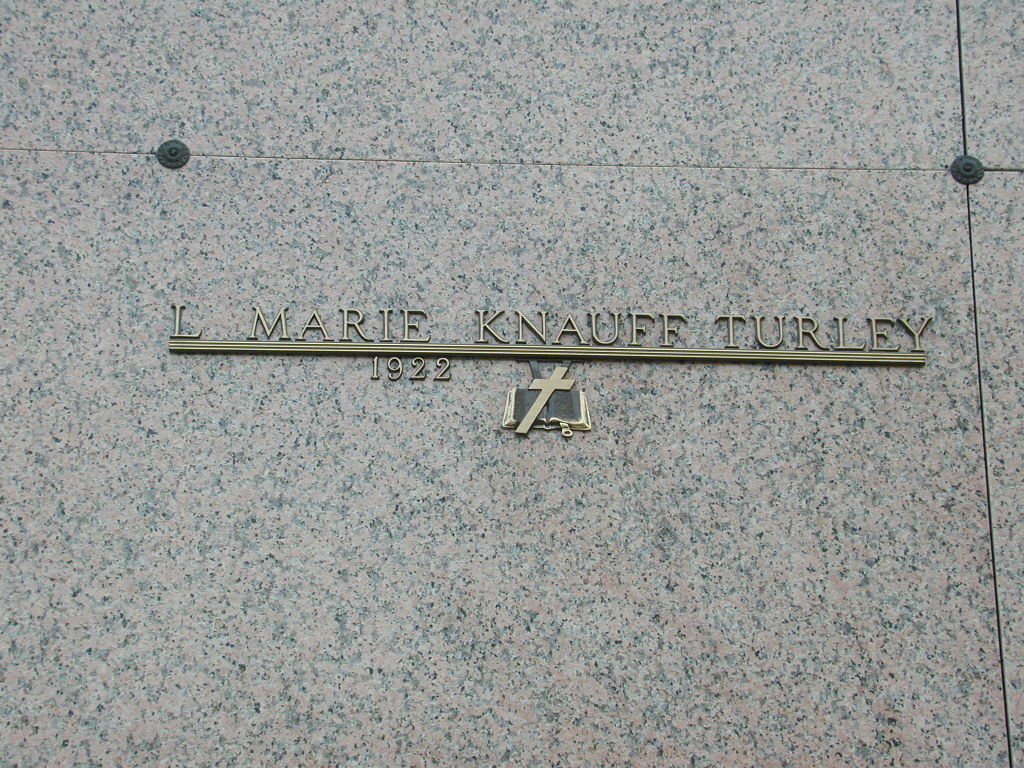 L MARIE KNAUFF TURLEY
1922